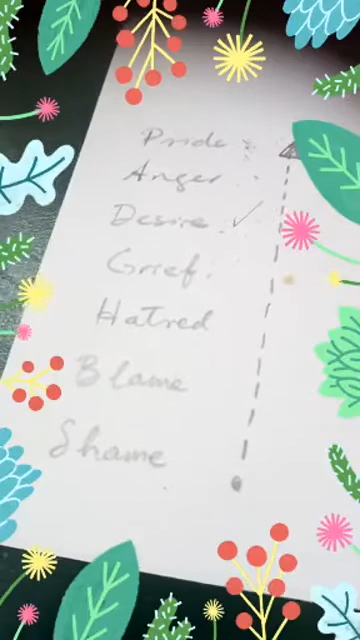 Pride :
Anger
Desire ✓
Grief.
Hatred
Blame
Shame